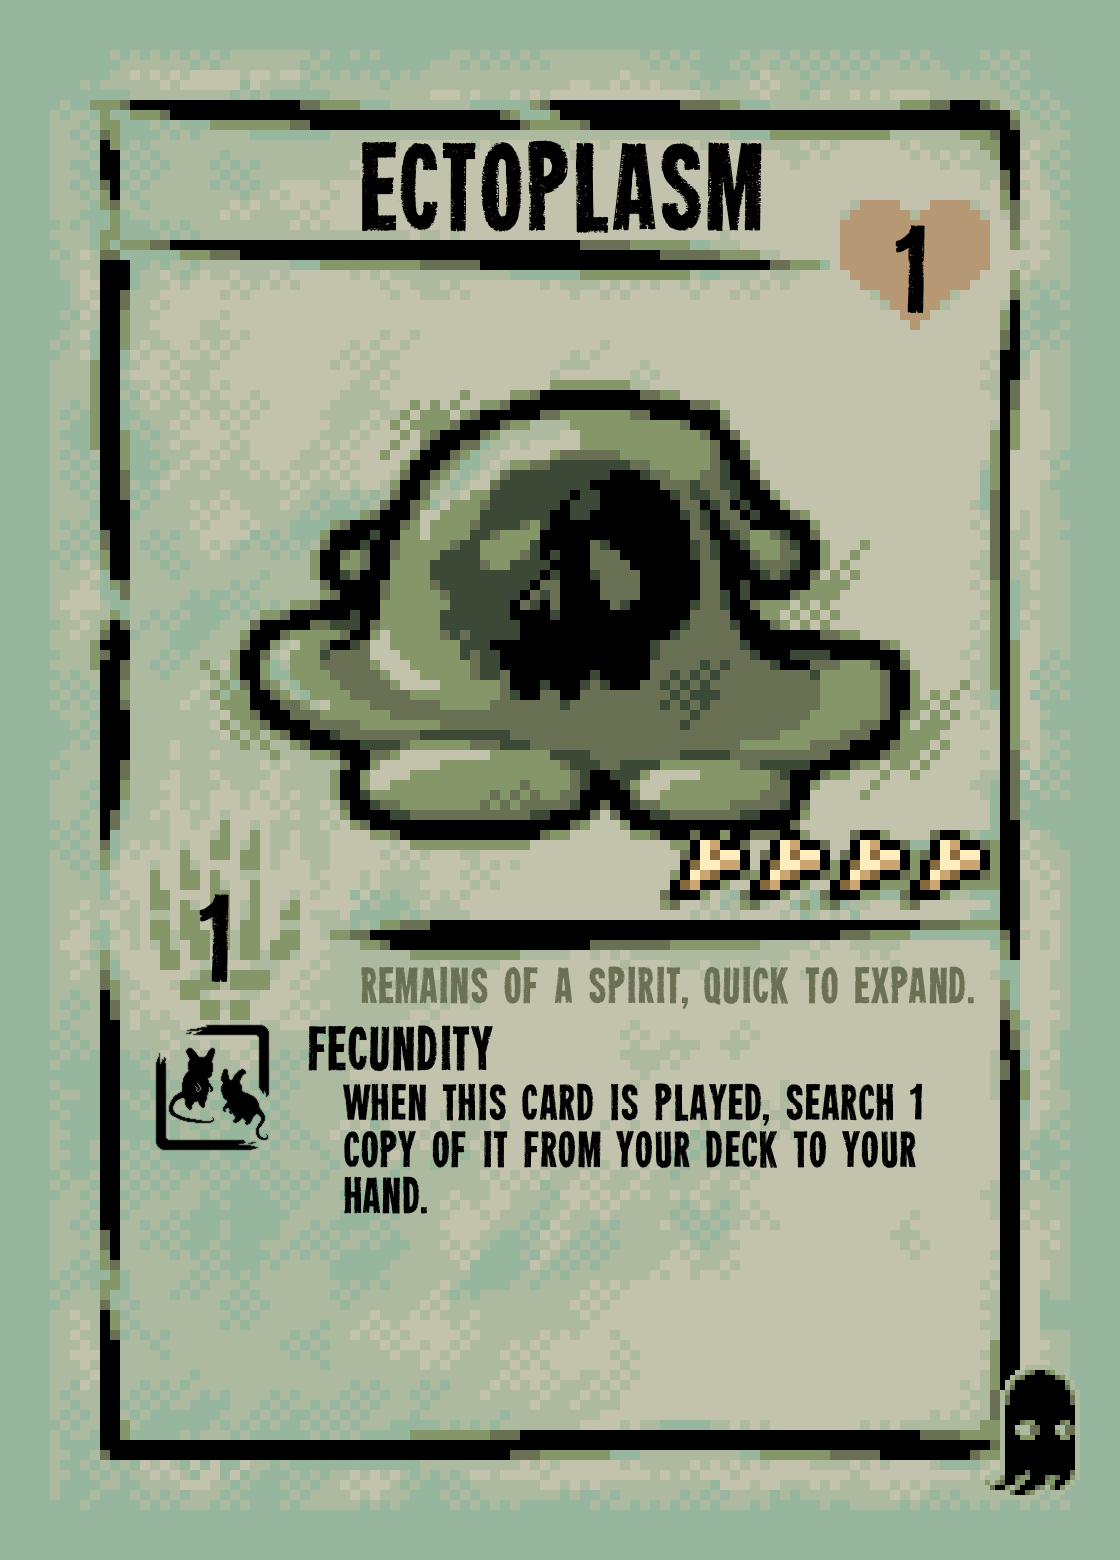 ECTOPLASM
1
1
REMAINS OF A SPIRIT, QUICK TO EXPAND.
FECUNDITY
WHEN THIS CARD IS PLAYED, SEARCH 1
COPY OF IT FROM YOUR DECK TO YOUR
HAND.